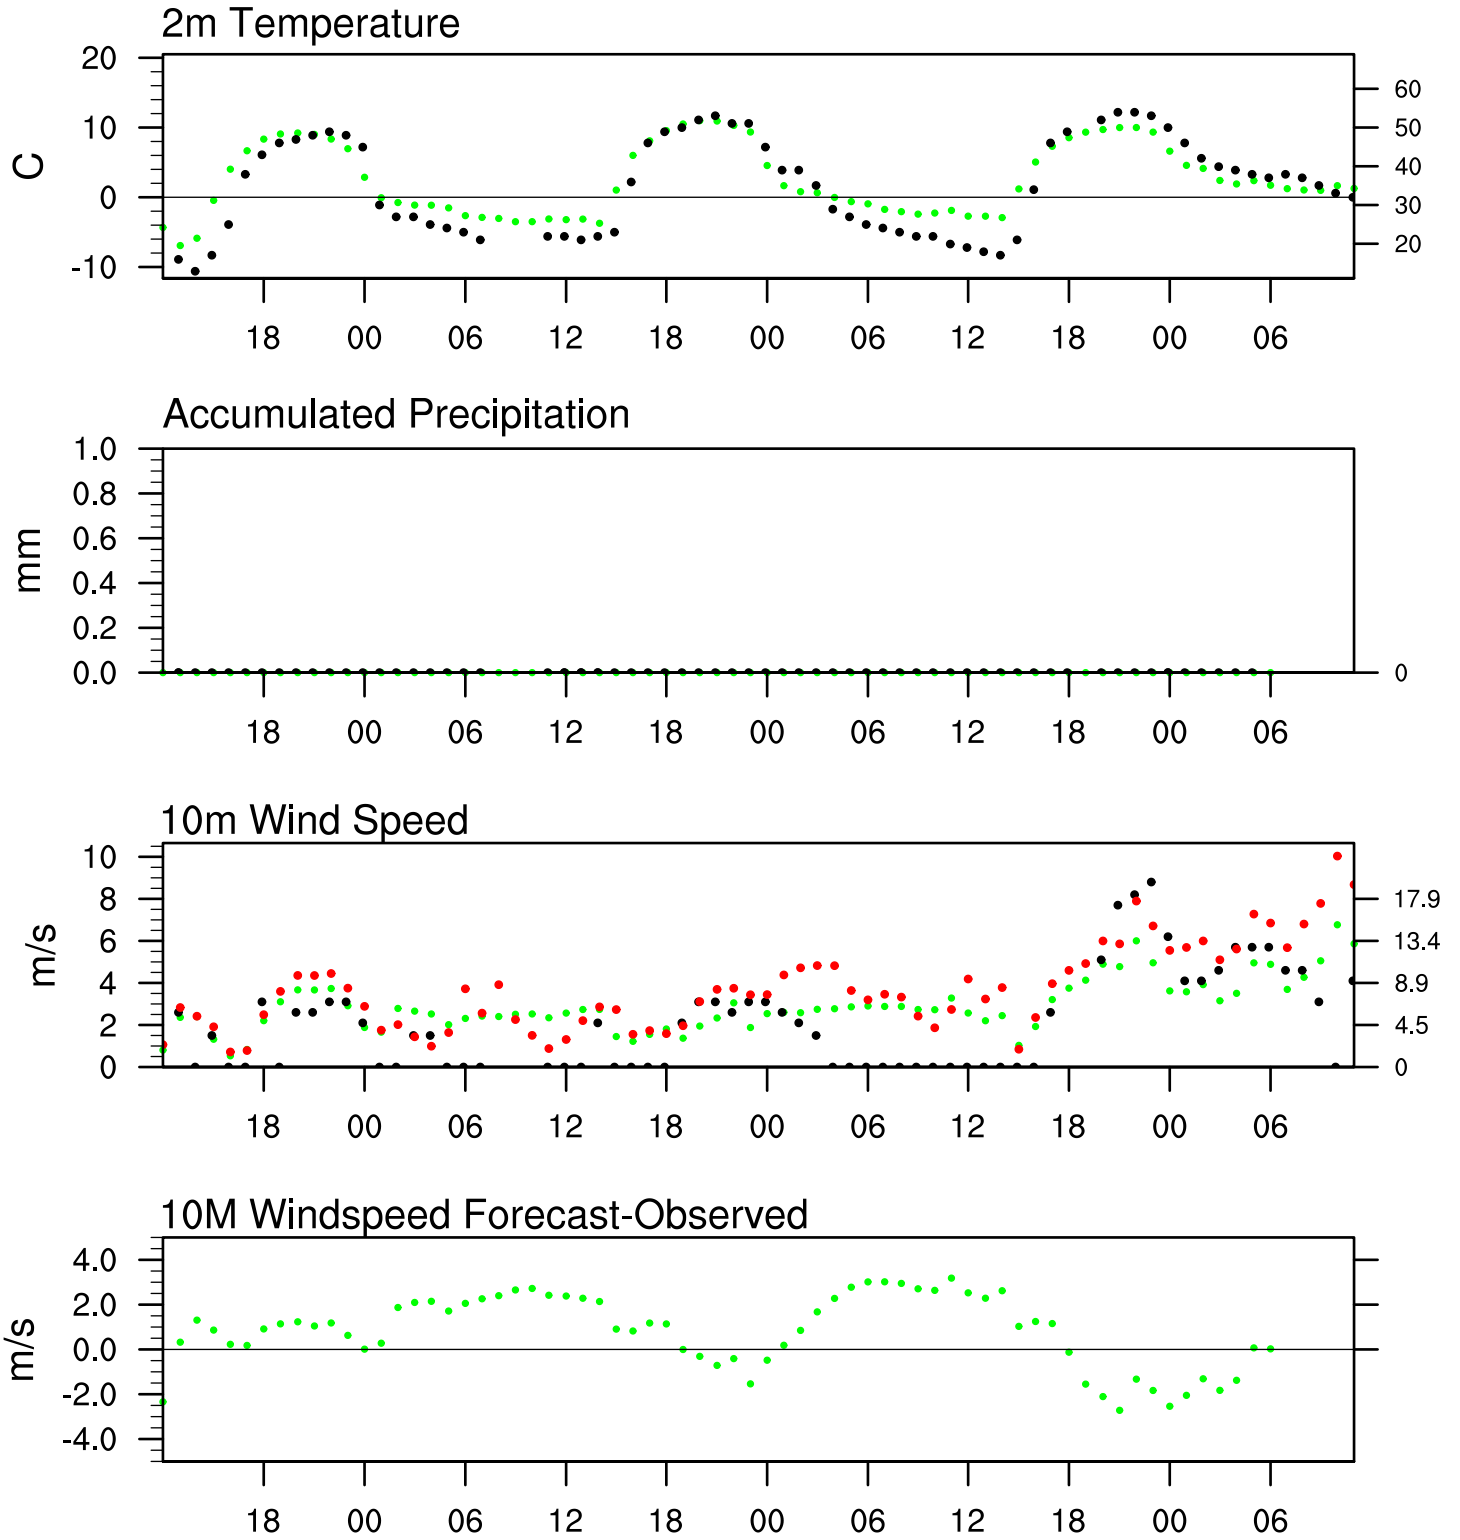 2m Temperature
20
10
0
-10
C
60
50
40
30
20
18 00 06 12 18 00 06 12 18 00 06
Accumulated Precipitation
1.0
0.8
0.6
0.4
0.2
0.0
mm
0
18 00 06 12 18 00 06 12 18 00 06
10m Wind Speed
10
8
6
4
2
0
m/s
17.9
13.4
8.9
4.5
0
18 00 06 12 18 00 06 12 18 00 06
10M Windspeed Forecast-Observed
4.0
2.0
0.0
-2.0
-4.0
m/s
18 00 06 12 18 00 06 12 18 00 06